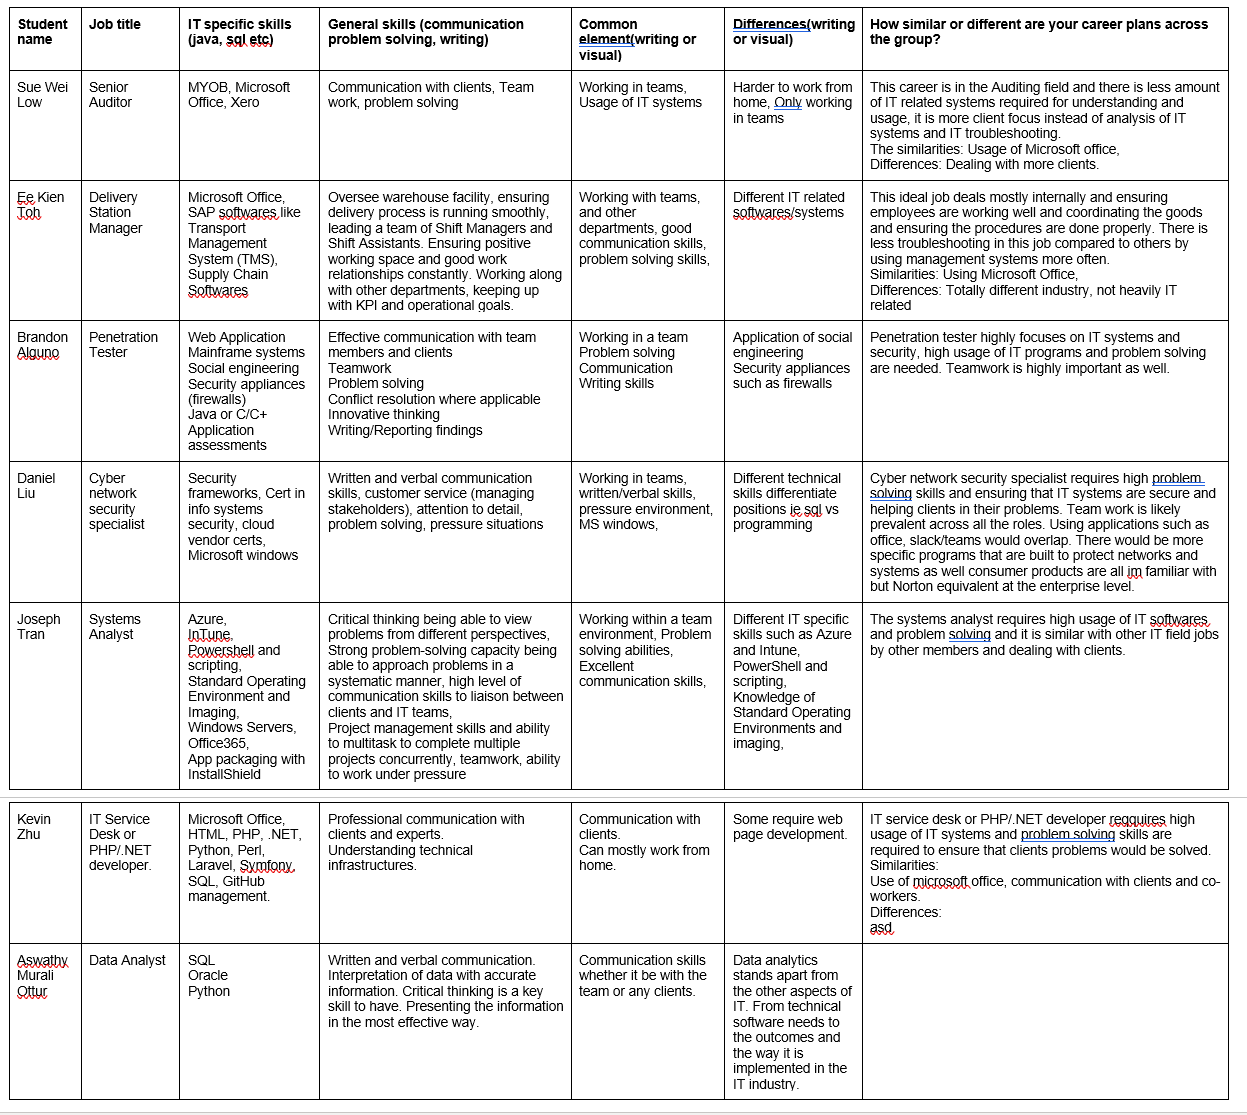 Student name
Job title
IT specific skills (java, sql etc)
General skills (communication problem solving, writing)
Common element(writing or visual)
Differences(writing or visual)
How similar or different are your career plans across the group?
Sue Wei
Low
Senior
Auditor
MYOB, Microsoft
Office, Xero
Communication with clients, Team
work, problem solving
Working in teams,
Usage of IT systems
Harder to work from
home, Only working
in teams
This career is in the Auditing field and there is less amount
of IT related systems required for understanding and
usage, it is more client focus instead of analysis of IT
systems and IT troubleshooting.
The similarities: Usage of Microsoft office,
Differences: Dealing with more clients.
Ee Kien
Toh
Delivery
Station
Manager
Microsoft Office,
SAP softwares like
Transport
Management
System (TMS),
Supply Chain
Softwares
Oversee warehouse facility, ensuring
delivery process is running smoothly,
leading a team of Shift Managers and
Shift Assistants. Ensuring positive
working space and good work
relationships constantly. Working along
with other departments, keeping up
with KPI and operational goals.
Working with teams,
and other
departments, good
communication skills,
problem solving skills,
Different IT related
softwares/systems
This ideal job deals mostly internally and ensuring
employees are working well and coordinating the goods
and ensuring the procedures are done properly. There is
less troubleshooting in this job compared to others by
using management systems more often.
Similarities: Using Microsoft Office,
Differences: Totally different industry, not heavily IT
related
Brandon
Alguno
Penetration
Tester
Web Application
Mainframe systems
Social engineering
Security appliances
(firewalls)
Java or C/C+
Application
assessments
Effective communication with team
members and clients
Teamwork
Problem solving
Conflict resolution where applicable
Innovative thinking
Writing/Reporting findings
Working in a team
Problem solving
Communication
Writing skills
Application of social
engineering
Security appliances
such as firewalls
Penetration tester highly focuses on IT systems and
security, high usage of IT programs and problem solving
are needed. Teamwork is highly important as well.
Daniel
Liu
Cyber
network
security
specialist
Security
frameworks, Cert in
info systems
security, cloud
vendor certs,
Microsoft windows
Written and verbal communication
skills, customer service (managing
stakeholders), attention to detail,
problem solving, pressure situations
Working in teams,
written/verbal skills,
pressure environment,
MS windows,
Different technical
skills differentiate
positions ie sql vs
programming
Cyber network security specialist requires high problem
solving skills and ensuring that IT systems are secure and
helping clients in their problems. Team work is likely
prevalent across all the roles. Using applications such as
office, slack/teams would overlap. There would be more
specific programs that are built to protect networks and
systems as well consumer products are all im familiar with
but Norton equivalent at the enterprise level.
Joseph
Tran
Systems
Analyst
Azure,
InTune,
Powershell and
scripting,
Standard Operating
Environment and
Imaging,
Windows Servers,
Office365,
App packaging with
InstallShield
Critical thinking being able to view
problems from different perspectives,
Strong problem-solving capacity being
able to approach problems in a
systematic manner, high level of
communication skills to liaison between
clients and IT teams,
Project management skills and ability
to multitask to complete multiple
projects concurrently, teamwork, ability
to work under pressure
Working within a team
environment, Problem
solving abilities,
Excellent
communication skills,
Different IT specific
skills such as Azure
and Intune,
PowerShell and
scripting,
Knowledge of
Standard Operating
Environments and
imaging,
The systems analyst requires high usage of IT softwares,
and problem solving and it is similar with other IT field jobs
by other members and dealing with clients.
Kevin
Zhu
IT Service
Desk or
PHP/.NET
developer.
Microsoft Office,
HTML, PHP, .NET,
Python, Perl,
Laravel, Symfony,
SQL, GitHub
management.
Professional communication with
clients and experts.
Understanding technical
infrastructures.
Communication with
clients.
Can mostly work from
home.
Some require web
page development.
IT service desk or PHP/.NET developer reqquires high
usage of IT systems and problem solving skills are
required to ensure that clients problems would be solved.
Similarities:
Use of microsoft office, communication with clients and co-
workers.
Differences:
asd,
Aswathy
Murali
Ottur
Data Analyst
SQL
Oracle
Python
Written and verbal communication.
Interpretation of data with accurate
information. Critical thinking is a key
skill to have. Presenting the information
in the most effective way.
Communication skills
whether it be with the
team or any clients.
Data analytics
stands apart from
the other aspects of
IT. From technical
software needs to
the outcomes and
the way it is
implemented in the
IT industry.